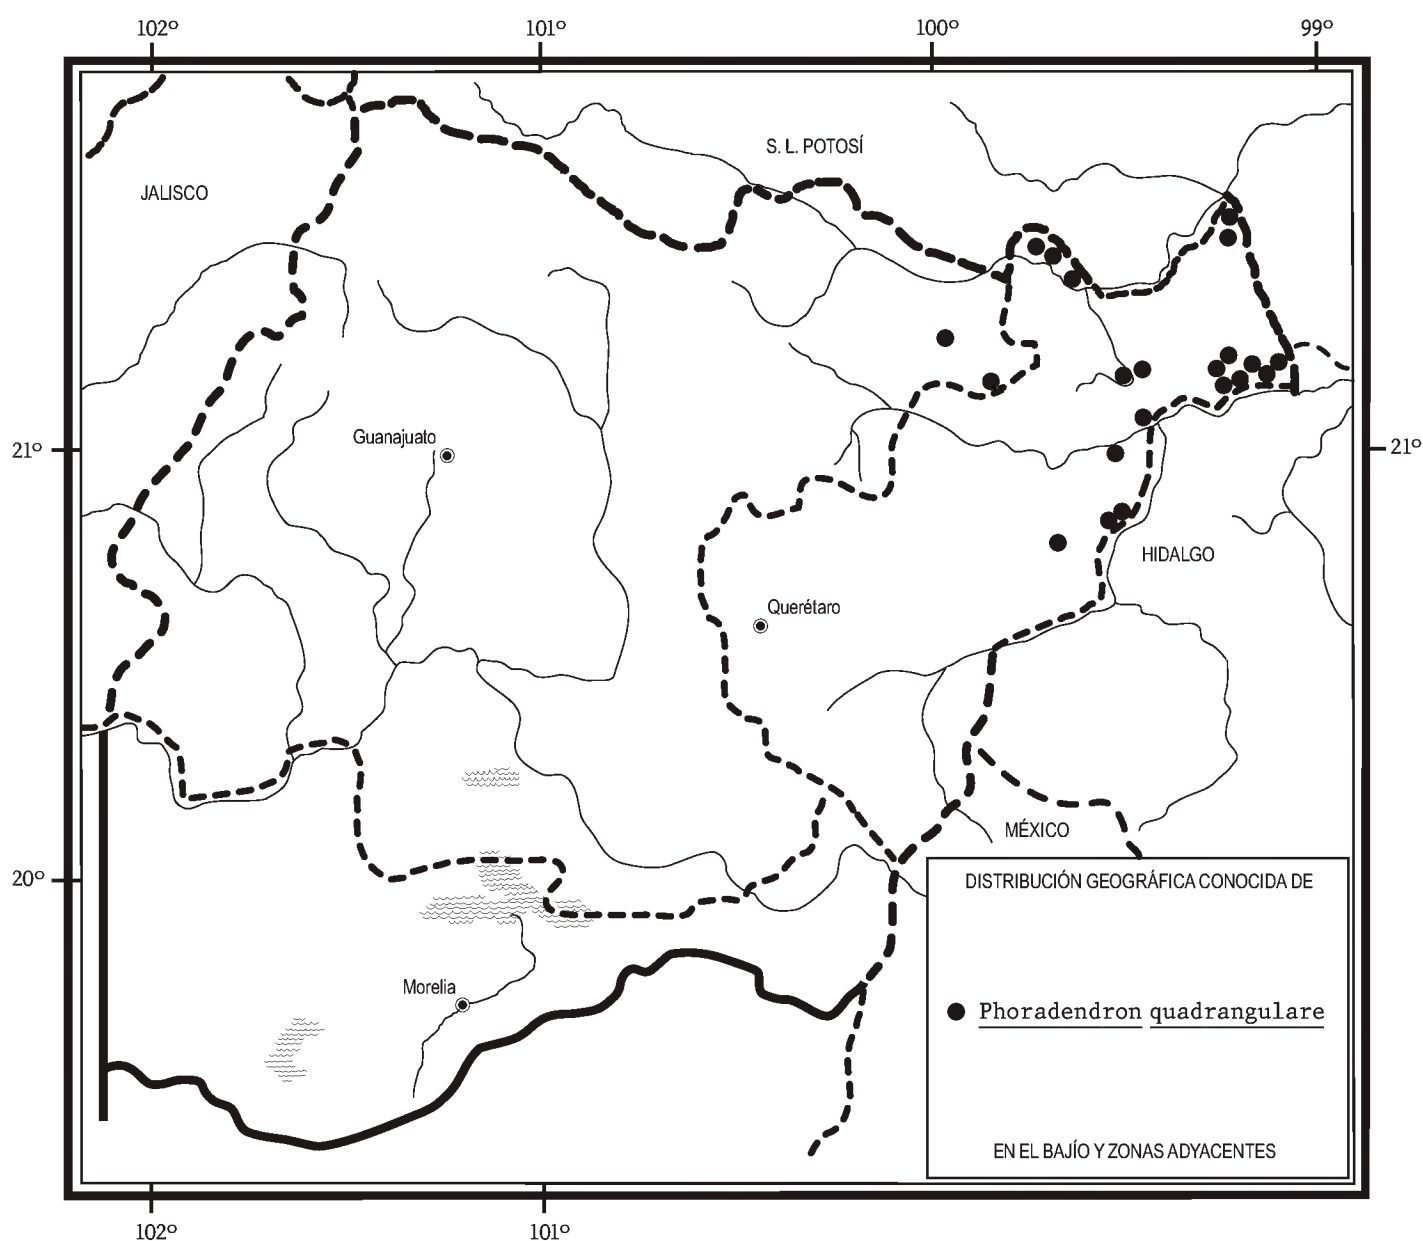 102º 101º 100º 99º
S. L. POTOSÍ
JALISCO
Guanajuato
21º
21º
HIDALGO
Querétaro
MÉXICO
20º
DISTRIBUCIÓN GEOGRÁFICA CONOCIDA DE
Morelia
Phoradendron quadrangulare
EN EL BAJÍO Y ZONAS ADYACENTES
102º 101º